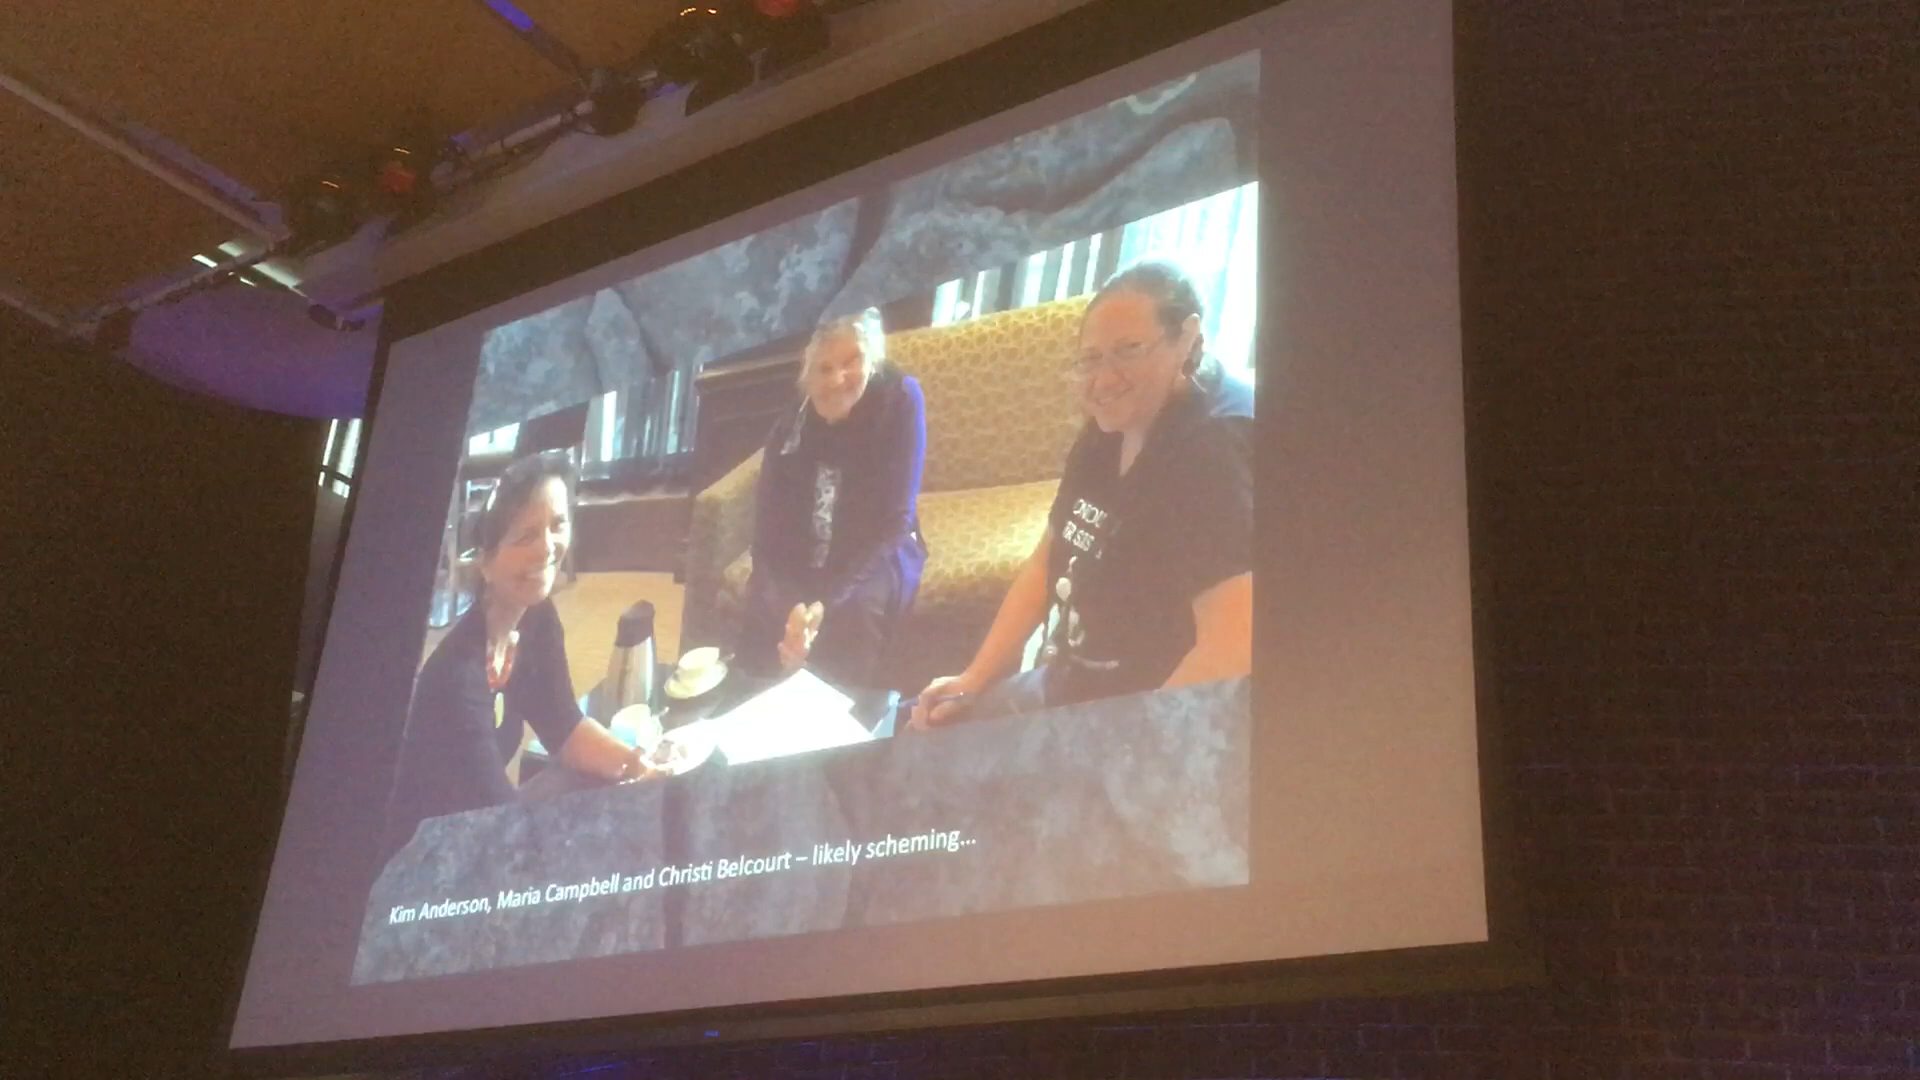 Kim Anderson, Maria Campbell and Christi Belcourt – likely scheming...